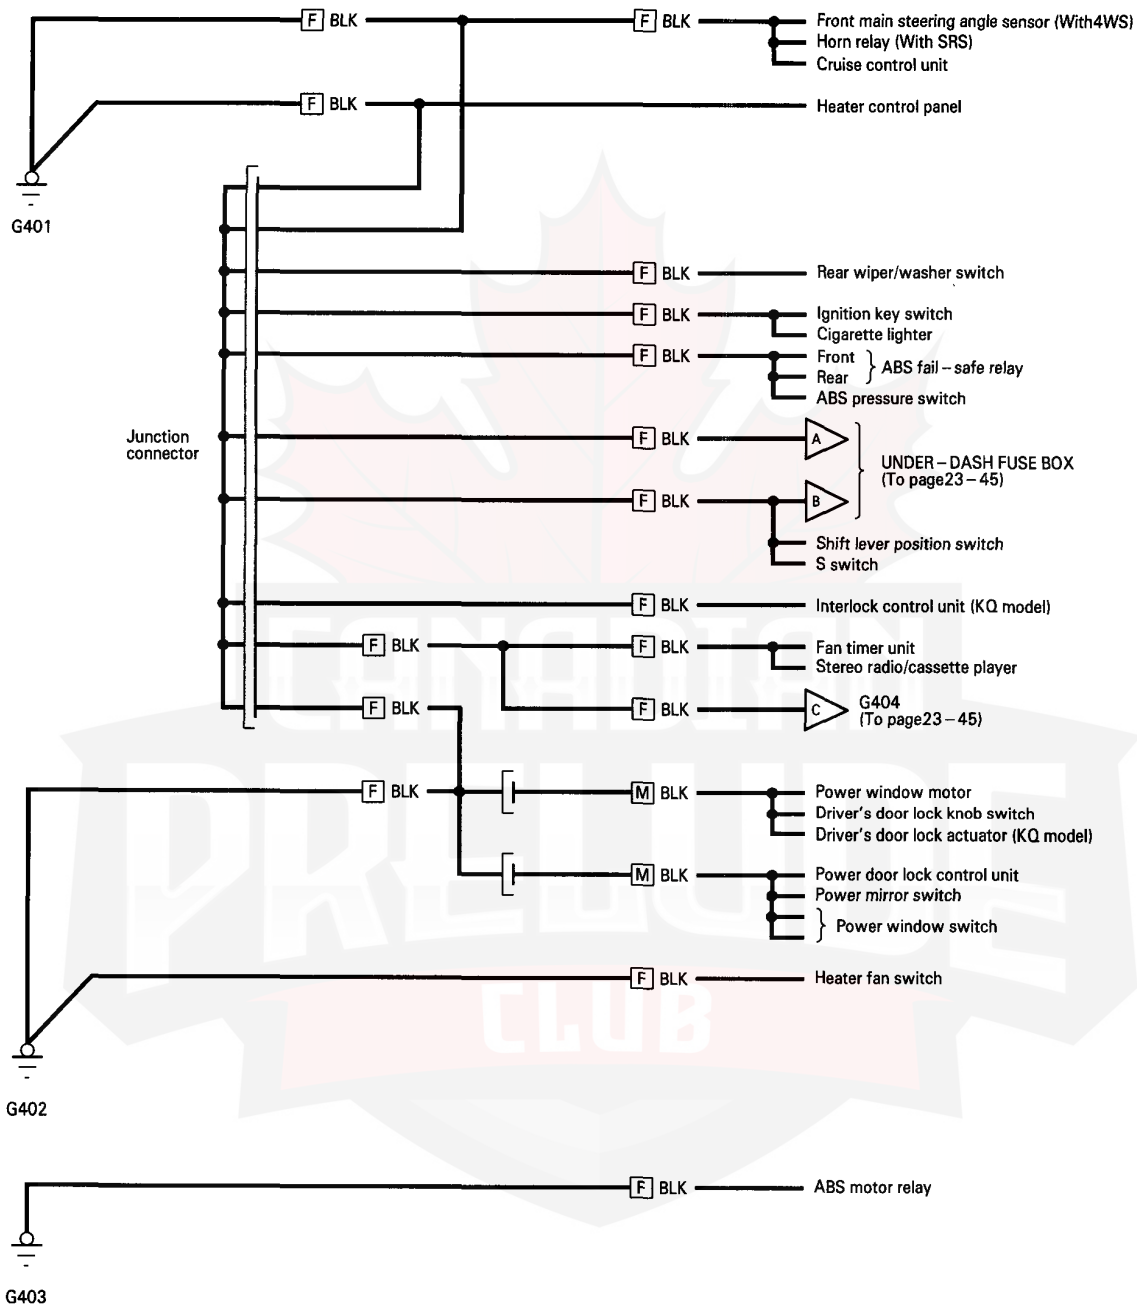 F BLK F BLK Front main steering angle sensor (With4WS)
Horn relay (With SRS)
Cruise control unit
F BLK Heater control panel
G401
F BLK Rear wiper/washer switch
F BLK Ignition key switch
Cigarette lighter
F BLK Front
Rear
ABS fail – safe relay
ABS pressure switch
Junction
connector
F BLK A
UNDER – DASH FUSE BOX
(To page23 – 45)
F BLK B
Shift lever position switch
S switch
F BLK Interlock control unit (KQ model)
F BLK F BLK Fan timer unit
Stereo radio/cassette player
F BLK F BLK C G404
(To page23 – 45)
F BLK M BLK Power window motor
Driver's door lock knob switch
Driver's door lock actuator (KQ model)
M BLK Power door lock control unit
Power mirror switch
Power window switch
F BLK Heater fan switch
G402
F BLK ABS motor relay
G403
CANADIAN
PRELUDE
CLUB